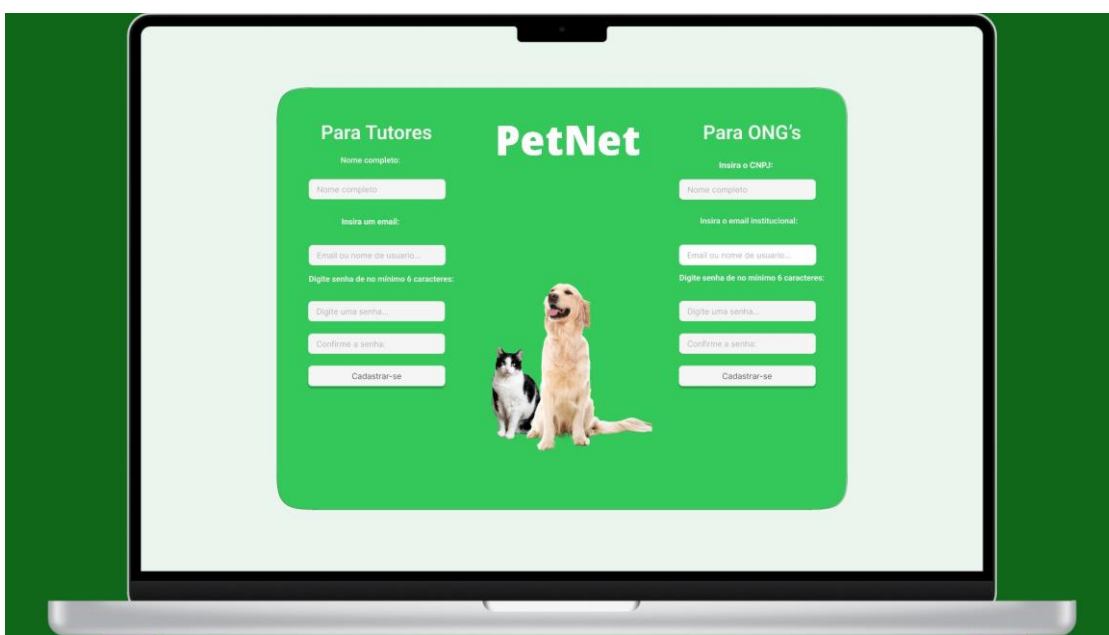 Para Tutores
Nome completo:
Nome completo
Insira um email:
Email ou nome de usuario...
Digite senha de no mínimo 6 caracteres:
Digite uma senha...
Confirme a senha:
Cadastrar-se
PetNet
Para ONG's
Insira o CNPJ:
Nome completo
Insira o email institucional:
Email ou nome de usuario...
Digite senha de no mínimo 6 caracteres:
Digite uma senha...
Confirme a senha:
Cadastrar-se